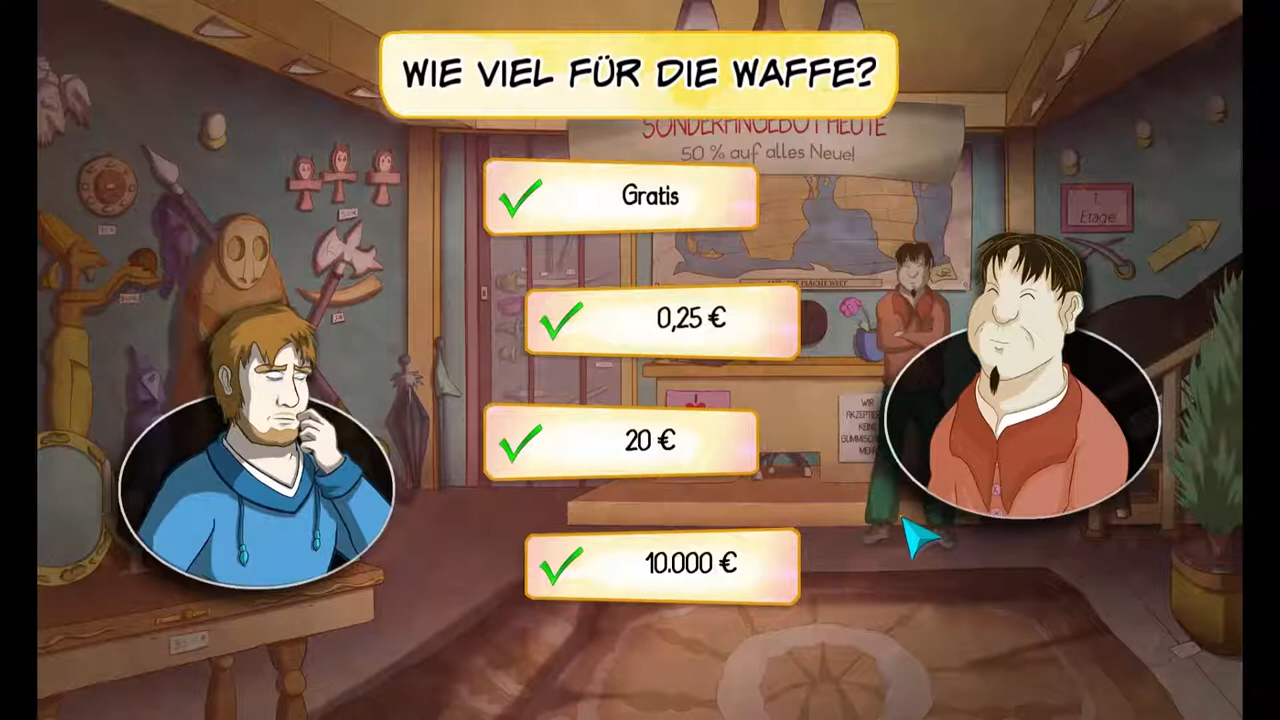 WIE VIEL FÜR DIE WAFFE?
SONDERANGEBOT HEUTE
50 % auf alles Neue!
Gratis
1.
Etage
0,25 €
20 €
WIR
AKZEPTIEREN
KEINE
MEHR
10.000 €